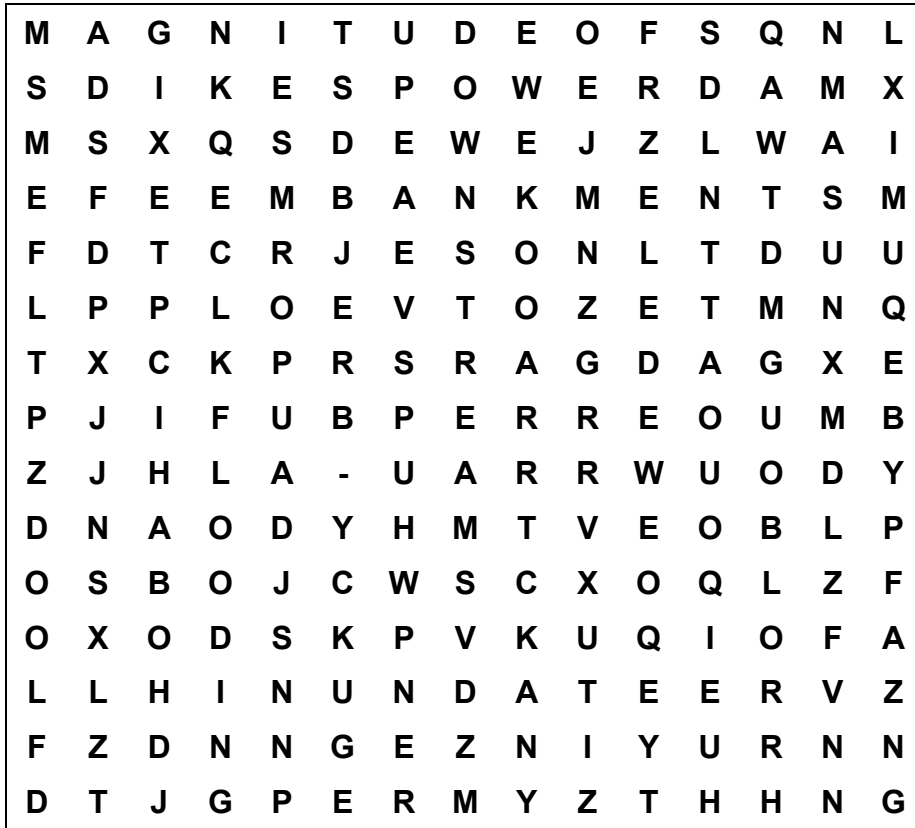 M A G N I T U D E O F S Q N L
S D I K E S P O W E R D A M X
M S X Q S D E W E J Z L W A I
E F E E M B A N K M E N T S M
F D T C R J E S O N L T D U U
L P P L O E V T O Z E T M N Q
T X C K P R S R A G D A G X E
P J I F U B P E R R E O U M B
Z J H L A - U A R R W U O D Y
D N A O D Y H M T V E O B L P
O S B O J C W S C X O Q L Z F
O X O D S K P V K U Q I O F A
L L H I N U N D A T E E R V Z
F Z D N N G E Z N I Y U R N N
D T J G P E R M Y Z T H H N G